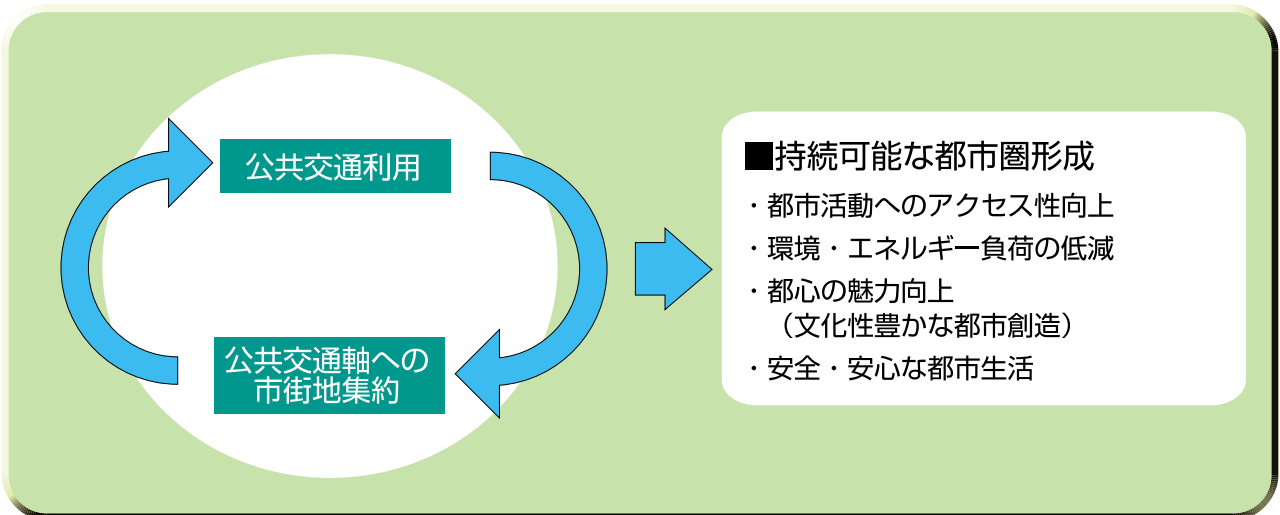 公共交通利用
公共交通軸への
市街地集約
■持続可能な都市圏形成
・都市活動へのアクセス性向上
・環境・エネルギー負荷の低減
・都心の魅力向上
（文化性豊かな都市創造）
・安全・安心な都市生活